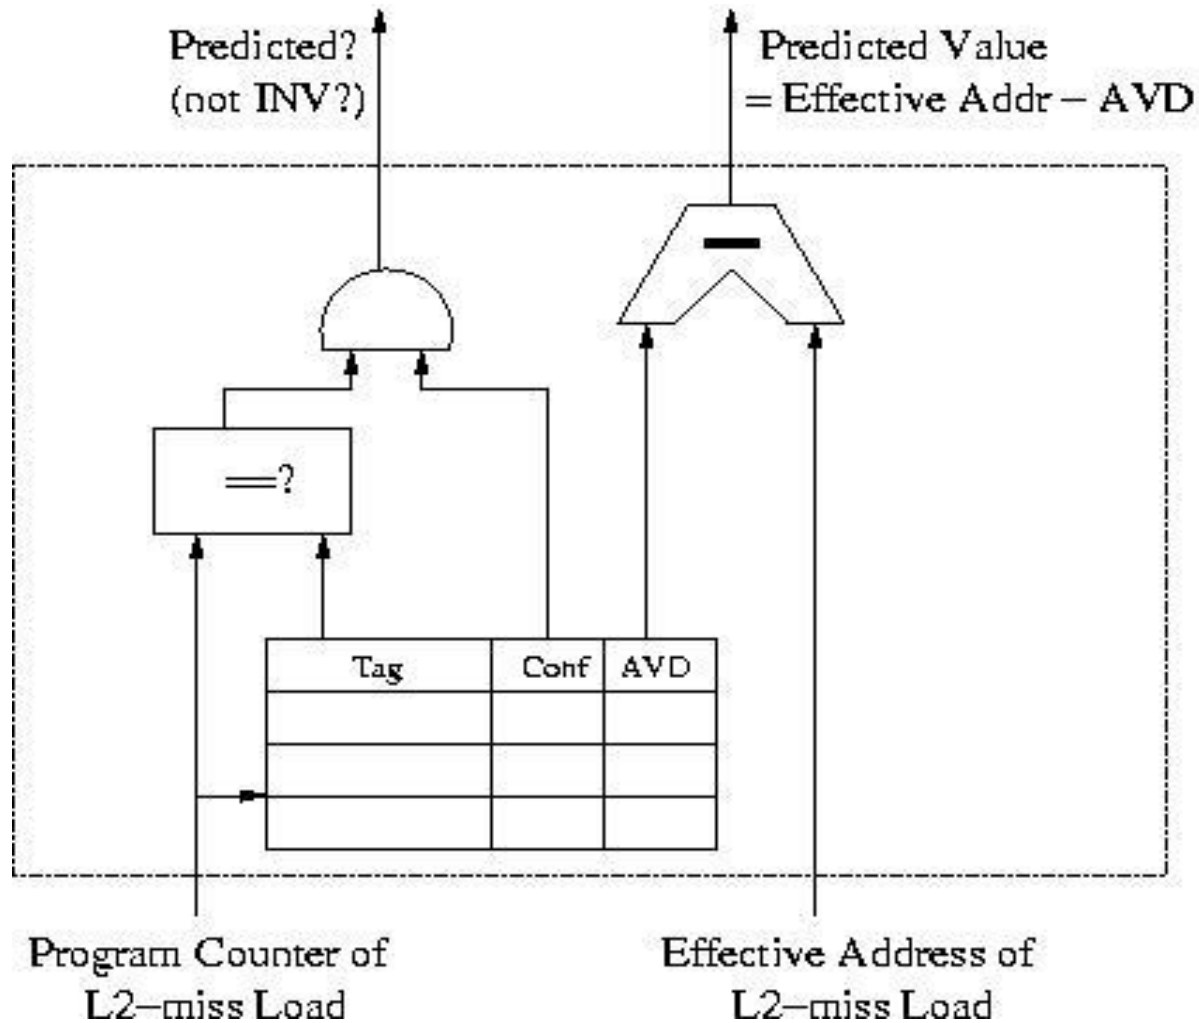 Predicted?
(not INV?)
Predicted Value
= Effective Addr – AVD
–
==?
Tag Conf AVD
Program Counter of
L2–miss Load
Effective Address of
L2–miss Load